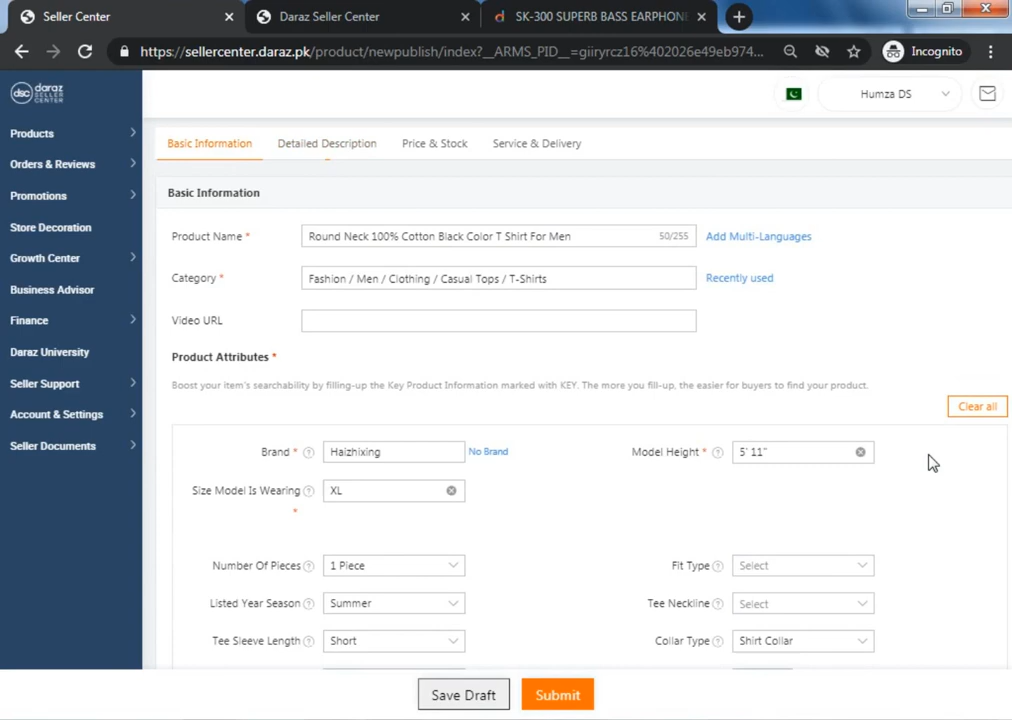 Seller Center
Daraz Seller Center
SK-300 SUPERB BASS EARPHONE
https://sellercenter.daraz.pk/product/newpublish/index?__ARMS_PID__=giiryrcz16%402026e49eb974...
Incognito
dsc daraz SELLER CENTER
Humza DS
Products
Orders & Reviews
Promotions
Store Decoration
Growth Center
Business Advisor
Finance
Daraz University
Seller Support
Account & Settings
Seller Documents
Basic Information Detailed Description Price & Stock Service & Delivery
Basic Information
Product Name * Round Neck 100% Cotton Black Color T Shirt For Men 50/255 Add Multi-Languages
Category * Fashion / Men / Clothing / Casual Tops / T-Shirts Recently used
Video URL
Product Attributes *
Boost your item's searchability by filling-up the Key Product Information marked with KEY. The more you fill-up, the easier for buyers to find your product.
Clear all
Brand * Haizhixing No Brand Model Height * 5' 11"
Size Model Is Wearing XL
*
Number Of Pieces 1 Piece Fit Type Select
Listed Year Season Summer Tee Neckline Select
Tee Sleeve Length Short Collar Type Shirt Collar
Save Draft Submit